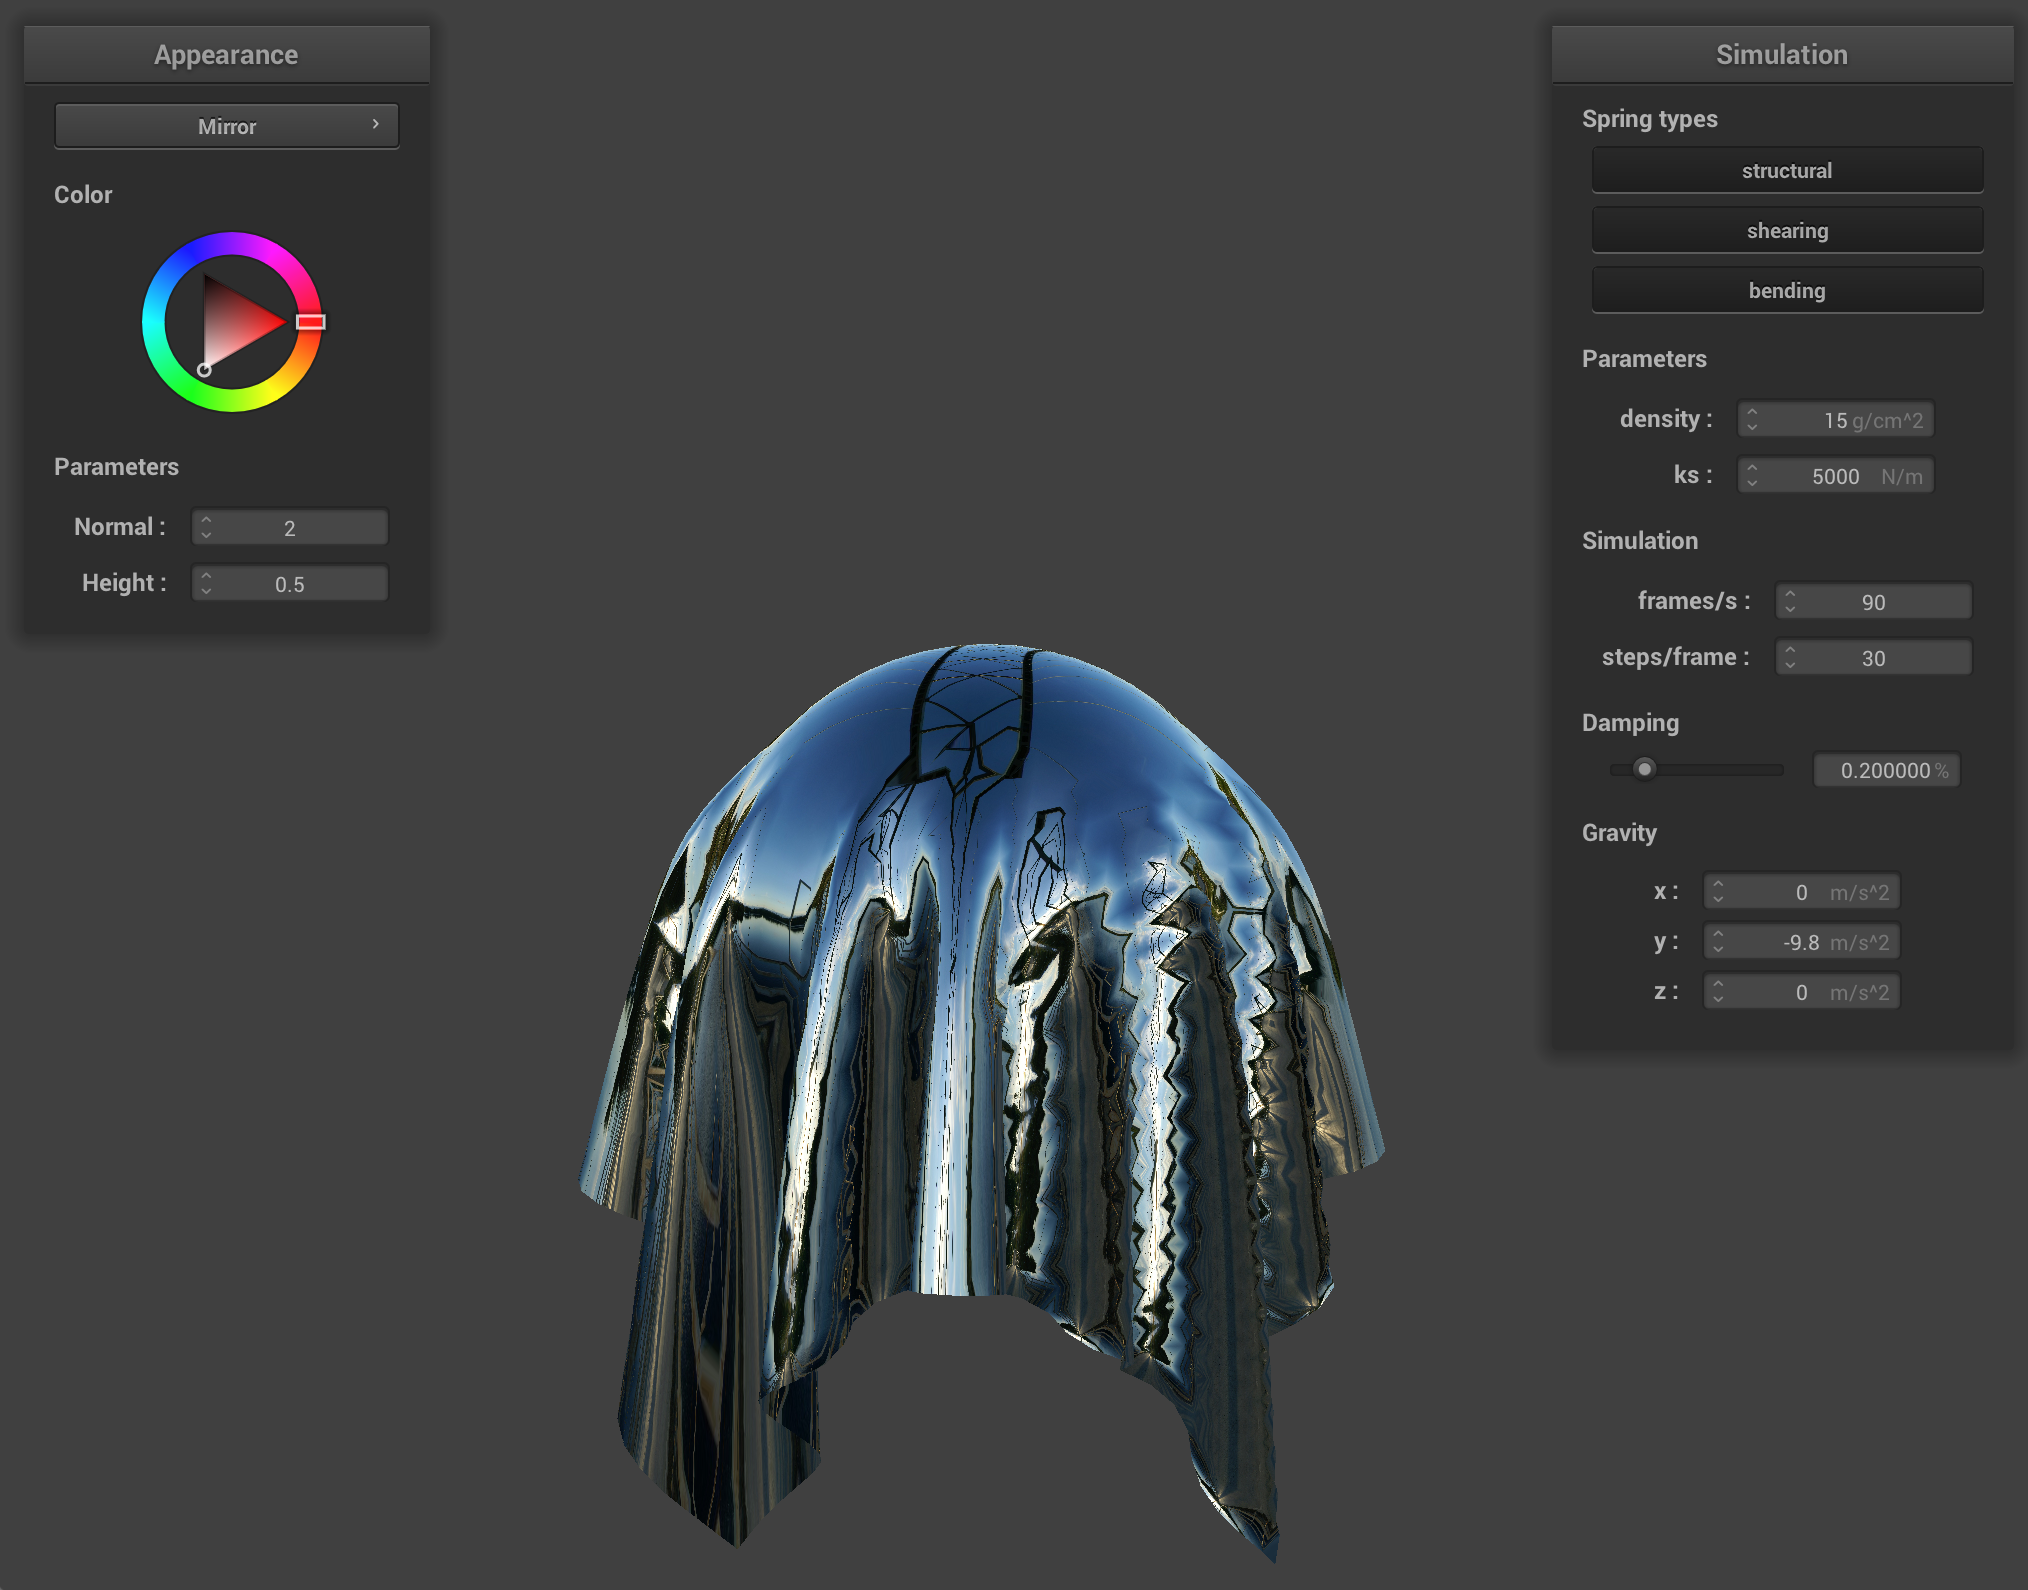 Appearance
Mirror
Color
Parameters
Normal : 2
Height : 0.5
Simulation
Spring types
structural
shearing
bending
Parameters
density : 15 g/cm^2
ks : 5000 N/m
Simulation
frames/s : 90
steps/frame : 30
Damping
0.200000 %
Gravity
x : 0 m/s^2
y : -9.8 m/s^2
z : 0 m/s^2